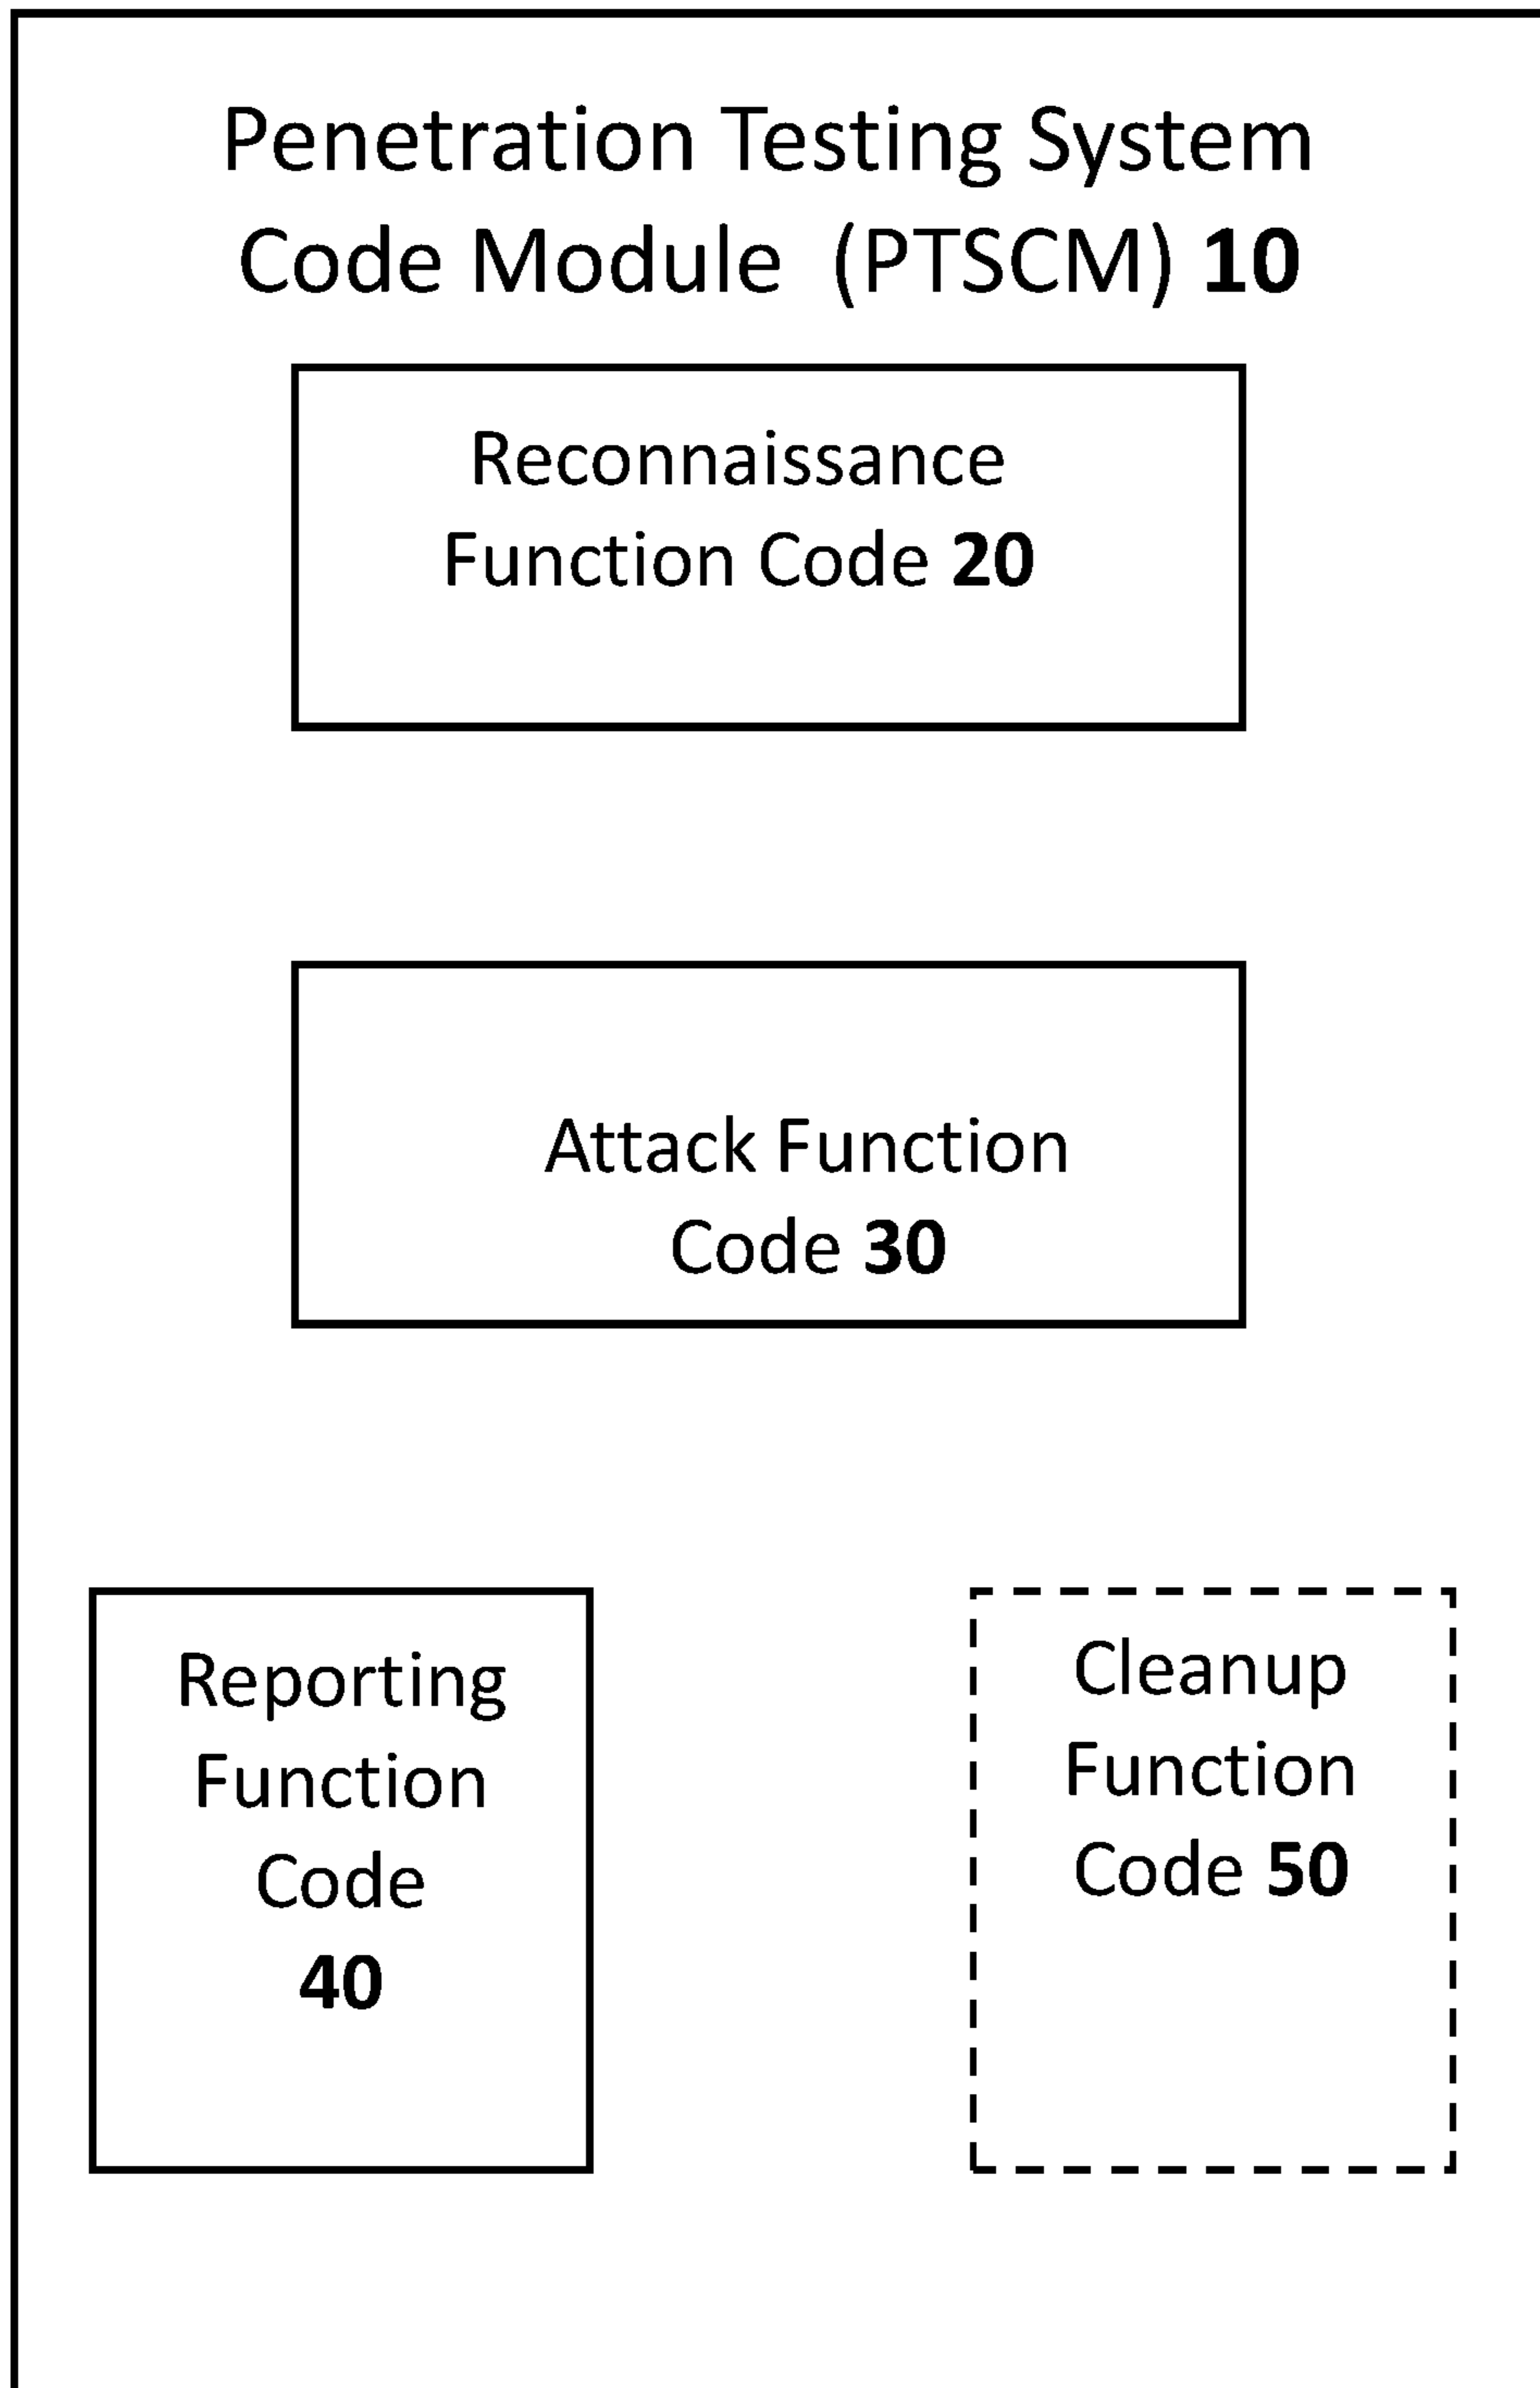 Penetration Testing System
Code Module (PTSCM) 10
Reconnaissance
Function Code 20
Attack Function
Code 30
Reporting
Function
Code
40
Cleanup
Function
Code 50